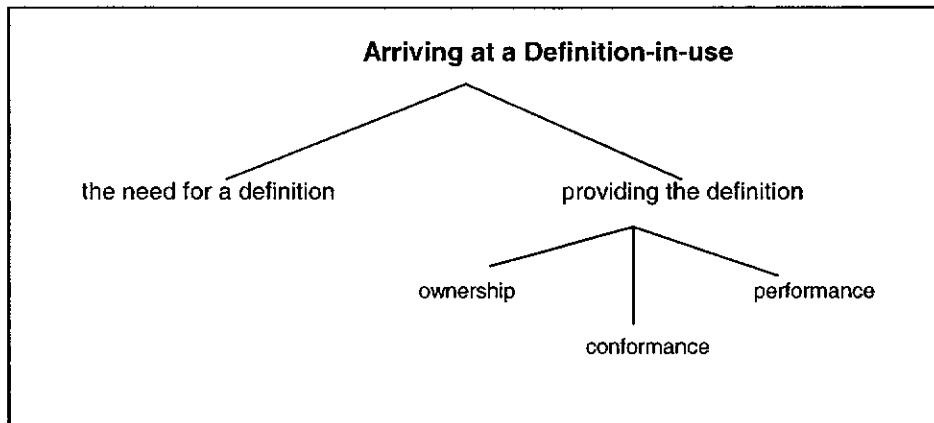 Arriving at a Definition-in-use
the need for a definition
providing the definition
ownership
performance
conformance